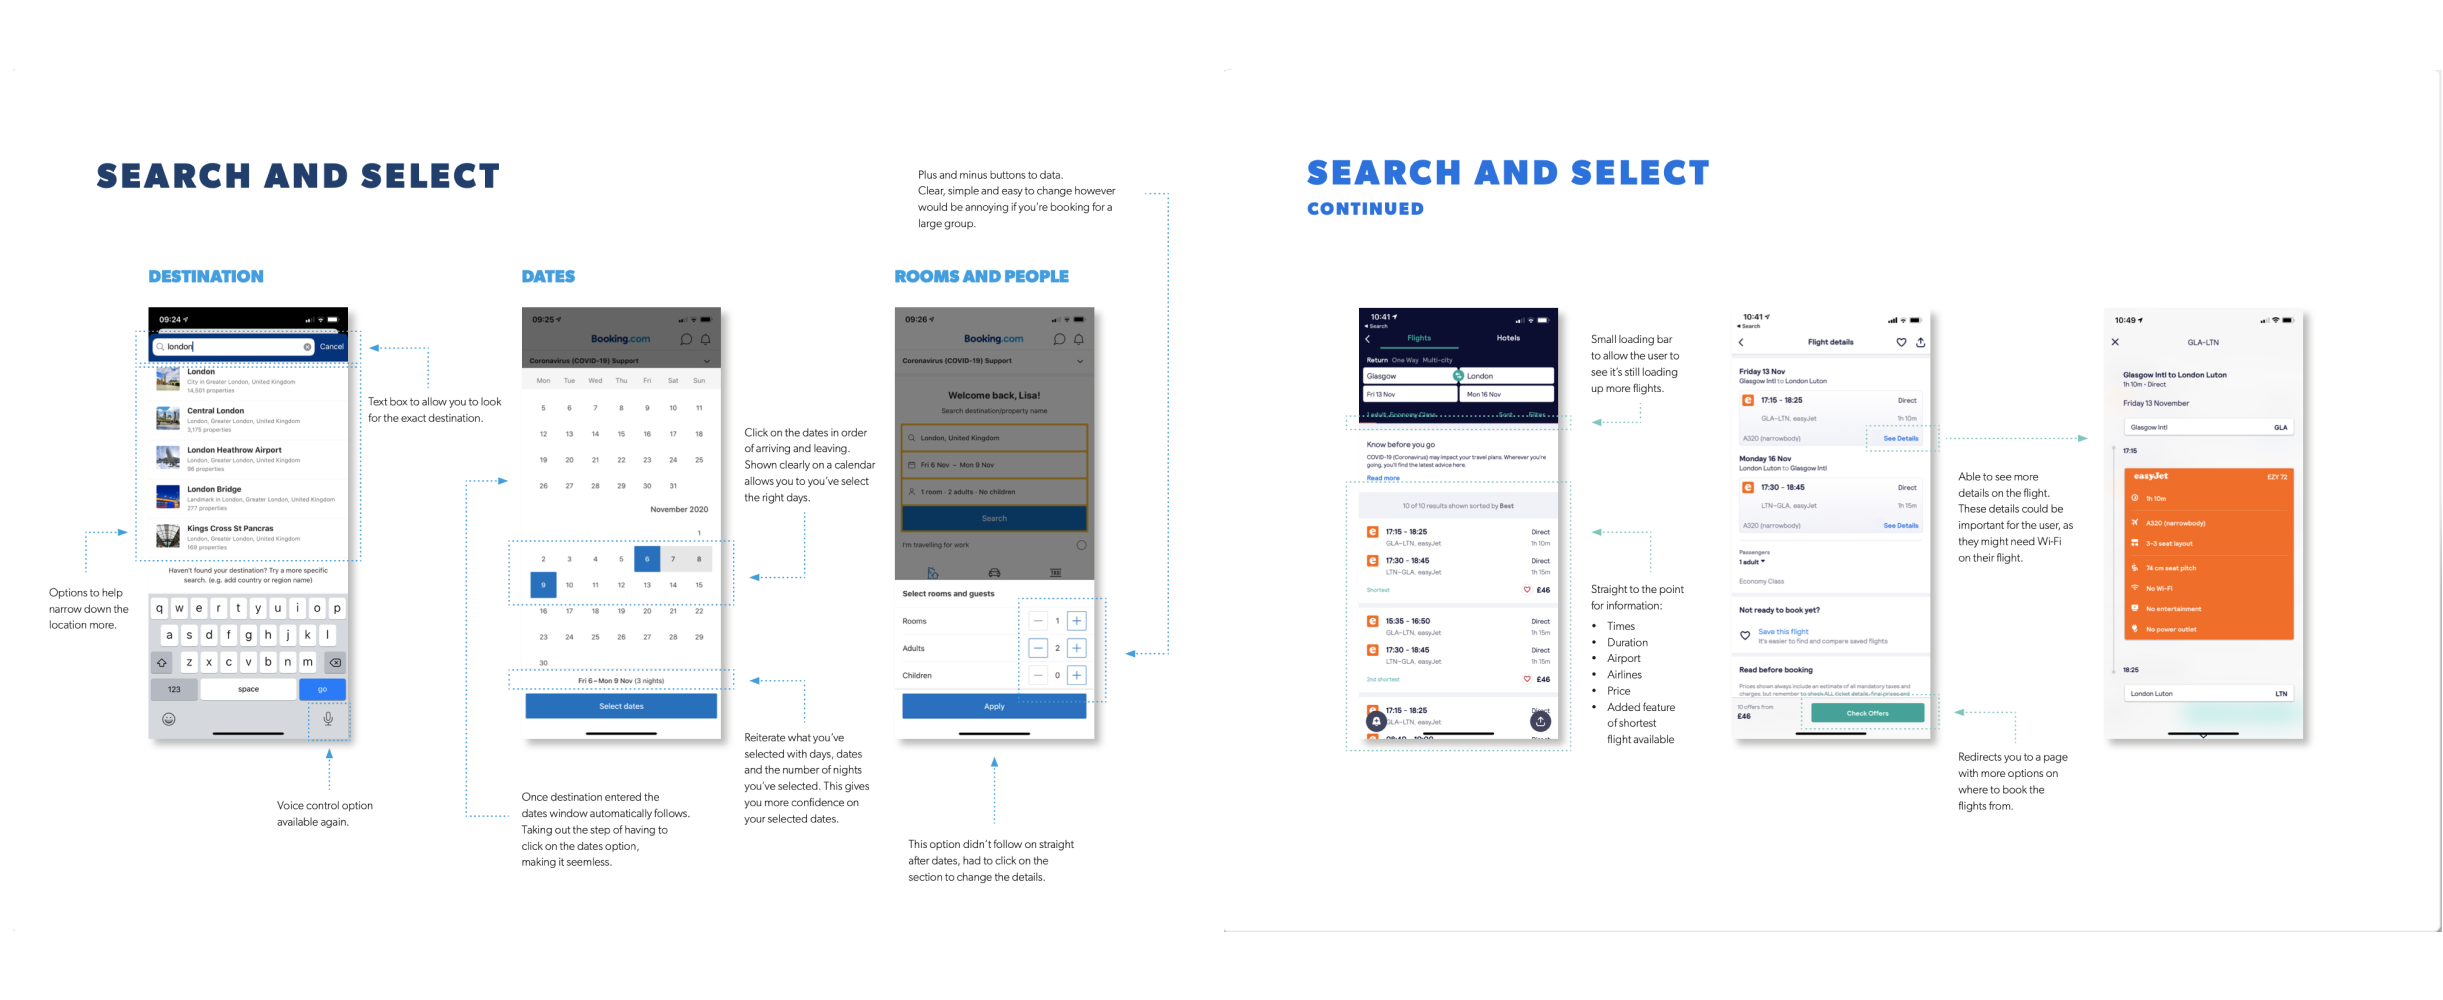 SEARCH AND SELECT
Plus and minus buttons to data.
Clear, simple and easy to change however
would be annoying if you're booking for a
large group.
DESTINATION
09:24
london
Cancel
London
City in Greater London, United Kingdom
14,501 properties
Central London
London, Greater London, United Kingdom
3,175 properties
London Heathrow Airport
London, Greater London, United Kingdom
96 properties
London Bridge
Landmark in London, Greater London, United Kingdom
277 properties
Kings Cross St Pancras
London, Greater London, United Kingdom
169 properties
Haven't found your destination? Try a more specific
search. (e.g. add country or region name)
q w e r t y u i o p
a s d f g h j k l
z x c v b n m
123 space go
Text box to allow you to look
for the exact destination.
Options to help
narrow down the
location more.
Voice control option
available again.
DATES
09:25
Booking.com
Coronavirus (COVID-19) Support
Mon Tue Wed Thu Fri Sat Sun
5 6 7 8 9 10 11
12 13 14 15 16 17 18
19 20 21 22 23 24 25
26 27 28 29 30 31
November 2020
1
2 3 4 5 6 7 8
9 10 11 12 13 14 15
16 17 18 19 20 21 22
23 24 25 26 27 28 29
30
Fri 6 – Mon 9 Nov (3 nights)
Select dates
Click on the dates in order
of arriving and leaving.
Shown clearly on a calendar
allows you to you've select
the right days.
Reiterate what you've
selected with days, dates
and the number of nights
you've selected. This gives
you more confidence on
your selected dates.
Once destination entered the
dates window automatically follows.
Taking out the step of having to
click on the dates option,
making it seemless.
ROOMS AND PEOPLE
09:26
Booking.com
Coronavirus (COVID-19) Support
Welcome back, Lisa!
Search destination/property name
London, United Kingdom
Fri 6 Nov – Mon 9 Nov
1 room · 2 adults · No children
Search
I'm travelling for work
TAXI
Select rooms and guests
Rooms − 1 +
Adults − 2 +
Children − 0 +
Apply
This option didn't follow on straight
after dates, had to click on the
section to change the details.
SEARCH AND SELECT
CONTINUED
10:41
Search
Flights Hotels
Return One Way Multi-city
Glasgow London
Fri 13 Nov Mon 16 Nov
1 adult, Economy Class Sort Filter
Know before you go
COVID-19 (Coronavirus) may impact your travel plans. Wherever you're
going, you'll find the latest advice here.
Read more
10 of 10 results shown sorted by Best
17:15 - 18:25 Direct
GLA-LTN, easyJet 1h 10m
17:30 - 18:45 Direct
LTN-GLA, easyJet 1h 15m
Shortest £46
15:35 - 16:50 Direct
GLA-LTN, easyJet 1h 15m
17:30 - 18:45 Direct
LTN-GLA, easyJet 1h 15m
2nd shortest £46
17:15 - 18:25 Direct
GLA-LTN, easyJet
Small loading bar
to allow the user to
see it's still loading
up more flights.
Straight to the point
for information:
• Times
• Duration
• Airport
• Airlines
• Price
• Added feature
of shortest
flight available
10:41
Search
Flight details
Friday 13 Nov
Glasgow Intl to London Luton
17:15 - 18:25 Direct
GLA-LTN, easyJet 1h 10m
A320 (narrowbody) See Details
Monday 16 Nov
London Luton to Glasgow Intl
17:30 - 18:45 Direct
LTN-GLA, easyJet 1h 15m
A320 (narrowbody) See Details
Passengers
1 adult
Economy Class
Not ready to book yet?
Save this flight
It's easier to find and compare saved flights
Read before booking
Prices shown always include an estimate of all mandatory taxes and
charges, but remember to check ALL ticket details, final prices and
10 offers from
£46
Check Offers
Able to see more
details on the flight.
These details could be
important for the user, as
they might need Wi-Fi
on their flight.
Redirects you to a page
with more options on
where to book the
flights from.
10:49
GLA-LTN
Glasgow Intl to London Luton
1h 10m - Direct
Friday 13 November
Glasgow Intl GLA
17:15
easyJet EZY 72
1h 10m
A320 (narrowbody)
3-3 seat layout
74 cm seat pitch
No Wi-Fi
No entertainment
No power outlet
18:25
London Luton LTN